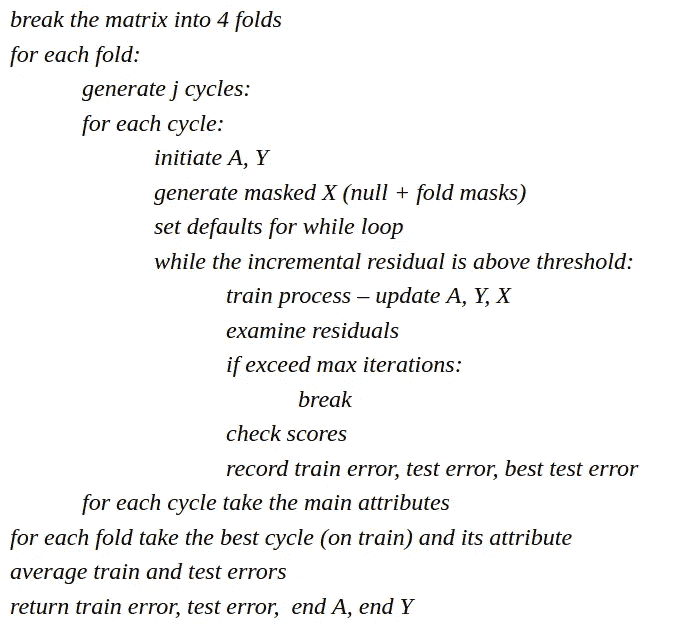 break the matrix into 4 folds
for each fold:
generate j cycles:
for each cycle:
initiate A, Y
generate masked X (null + fold masks)
set defaults for while loop
while the incremental residual is above threshold:
train process – update A, Y, X
examine residuals
if exceed max iterations:
break
check scores
record train error, test error, best test error
for each cycle take the main attributes
for each fold take the best cycle (on train) and its attribute
average train and test errors
return train error, test error,  end A, end Y